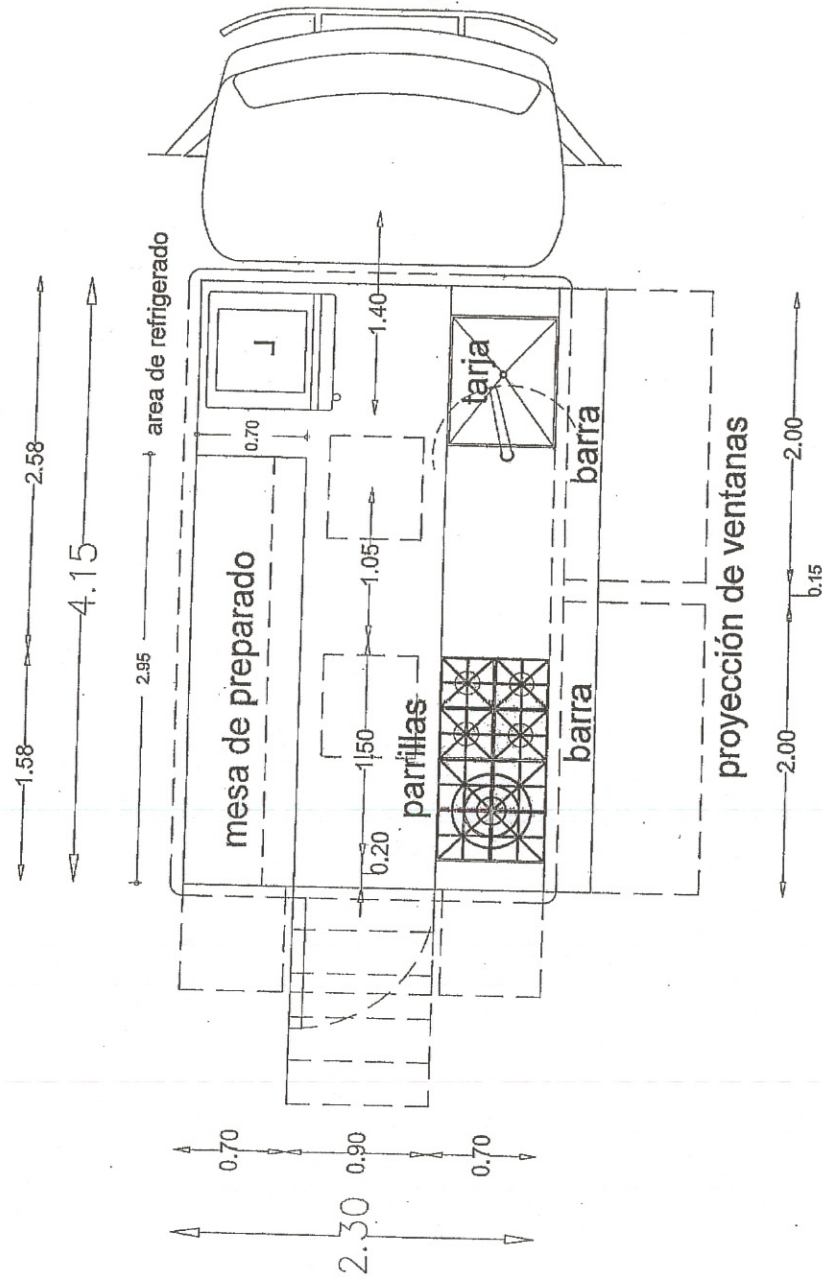 2.58
1.58
4.15
2.95
area de refrigerado
mesa de preparado
0.70
1.40
1.05
1.50
0.20
parrillas
tarja
barra
barra
proyección de ventanas
2.00
2.00
0.15
0.70
0.90
0.70
2.30